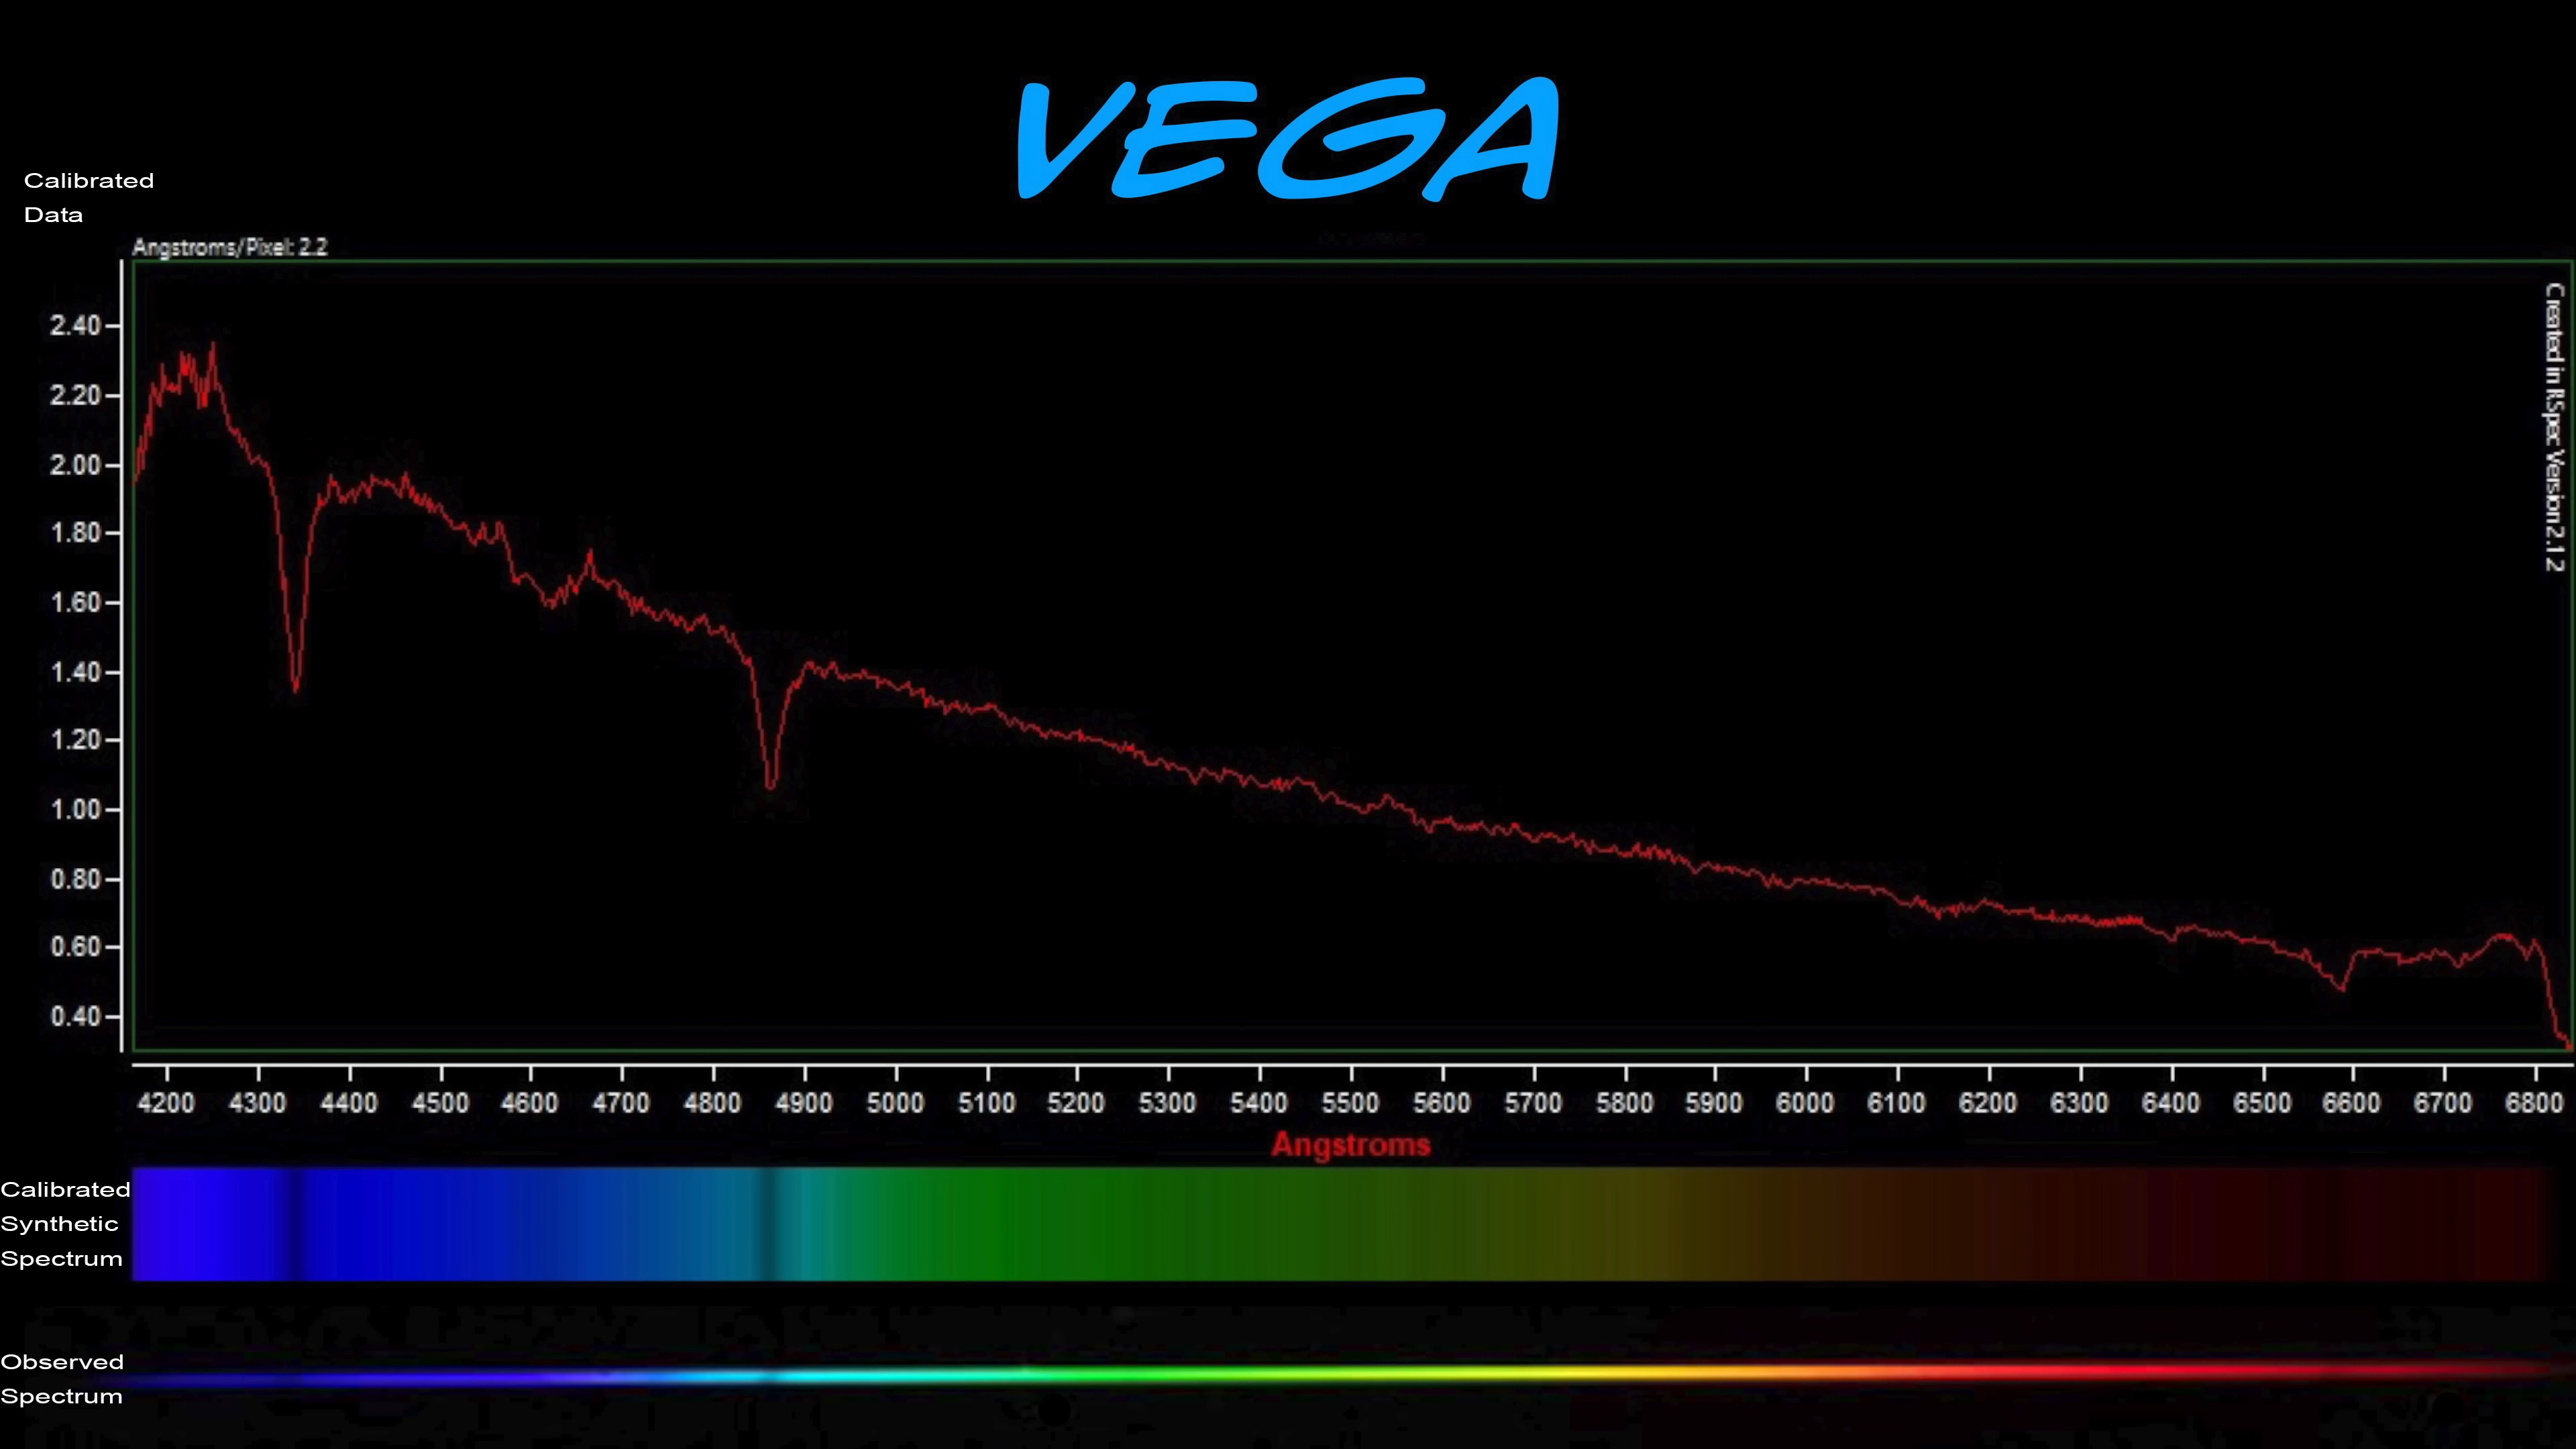 VEGA
Calibrated
Data
Angstroms/Pixel: 2.2
Created in RSpec Version 2.1.2
2.40
2.20
2.00
1.80
1.60
1.40
1.20
1.00
0.80
0.60
0.40
4200 4300 4400 4500 4600 4700 4800 4900 5000 5100 5200 5300 5400 5500 5600 5700 5800 5900 6000 6100 6200 6300 6400 6500 6600 6700 6800
Angstroms
Calibrated
Synthetic
Spectrum
Observed
Spectrum